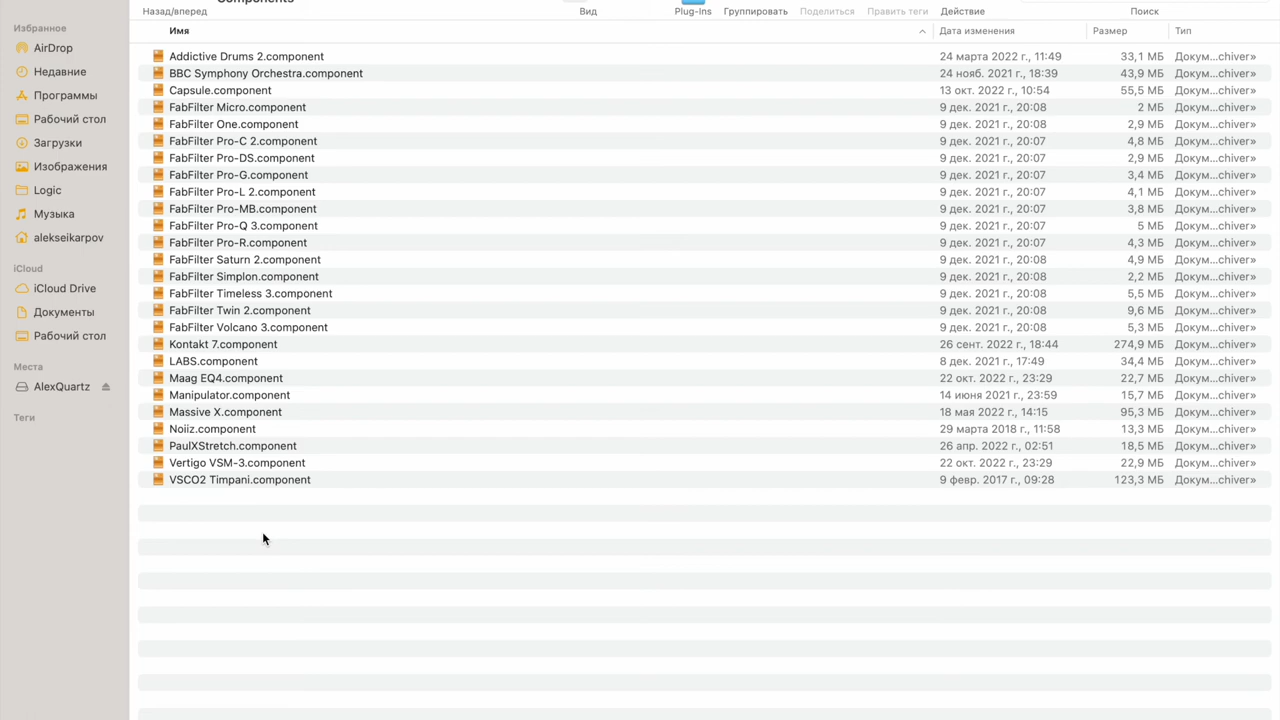 Components
Назад/вперед Вид Plug-Ins Группировать Поделиться Править теги Действие Поиск
Избранное
AirDrop
Недавние
Программы
Рабочий стол
Загрузки
Изображения
Logic
Музыка
alekseikarpov
iCloud
iCloud Drive
Документы
Рабочий стол
Места
AlexQuartz
Теги
Имя Дата изменения Размер Тип
Addictive Drums 2.component 24 марта 2022 г., 11:49 33,1 МБ Докум...chiver»
BBC Symphony Orchestra.component 24 нояб. 2021 г., 18:39 43,9 МБ Докум...chiver»
Capsule.component 13 окт. 2022 г., 10:54 55,5 МБ Докум...chiver»
FabFilter Micro.component 9 дек. 2021 г., 20:08 2 МБ Докум...chiver»
FabFilter One.component 9 дек. 2021 г., 20:08 2,9 МБ Докум...chiver»
FabFilter Pro-C 2.component 9 дек. 2021 г., 20:07 4,8 МБ Докум...chiver»
FabFilter Pro-DS.component 9 дек. 2021 г., 20:07 2,9 МБ Докум...chiver»
FabFilter Pro-G.component 9 дек. 2021 г., 20:07 3,4 МБ Докум...chiver»
FabFilter Pro-L 2.component 9 дек. 2021 г., 20:07 4,1 МБ Докум...chiver»
FabFilter Pro-MB.component 9 дек. 2021 г., 20:07 3,8 МБ Докум...chiver»
FabFilter Pro-Q 3.component 9 дек. 2021 г., 20:07 5 МБ Докум...chiver»
FabFilter Pro-R.component 9 дек. 2021 г., 20:07 4,3 МБ Докум...chiver»
FabFilter Saturn 2.component 9 дек. 2021 г., 20:08 4,9 МБ Докум...chiver»
FabFilter Simplon.component 9 дек. 2021 г., 20:08 2,2 МБ Докум...chiver»
FabFilter Timeless 3.component 9 дек. 2021 г., 20:08 5,5 МБ Докум...chiver»
FabFilter Twin 2.component 9 дек. 2021 г., 20:08 9,6 МБ Докум...chiver»
FabFilter Volcano 3.component 9 дек. 2021 г., 20:08 5,3 МБ Докум...chiver»
Kontakt 7.component 26 сент. 2022 г., 18:44 274,9 МБ Докум...chiver»
LABS.component 8 дек. 2021 г., 17:49 34,4 МБ Докум...chiver»
Maag EQ4.component 22 окт. 2022 г., 23:29 22,7 МБ Докум...chiver»
Manipulator.component 14 июня 2021 г., 23:59 15,7 МБ Докум...chiver»
Massive X.component 18 мая 2022 г., 14:15 95,3 МБ Докум...chiver»
Noiiz.component 29 марта 2018 г., 11:58 13,3 МБ Докум...chiver»
PaulXStretch.component 26 апр. 2022 г., 02:51 18,5 МБ Докум...chiver»
Vertigo VSM-3.component 22 окт. 2022 г., 23:29 22,9 МБ Докум...chiver»
VSCO2 Timpani.component 9 февр. 2017 г., 09:28 123,3 МБ Докум...chiver»